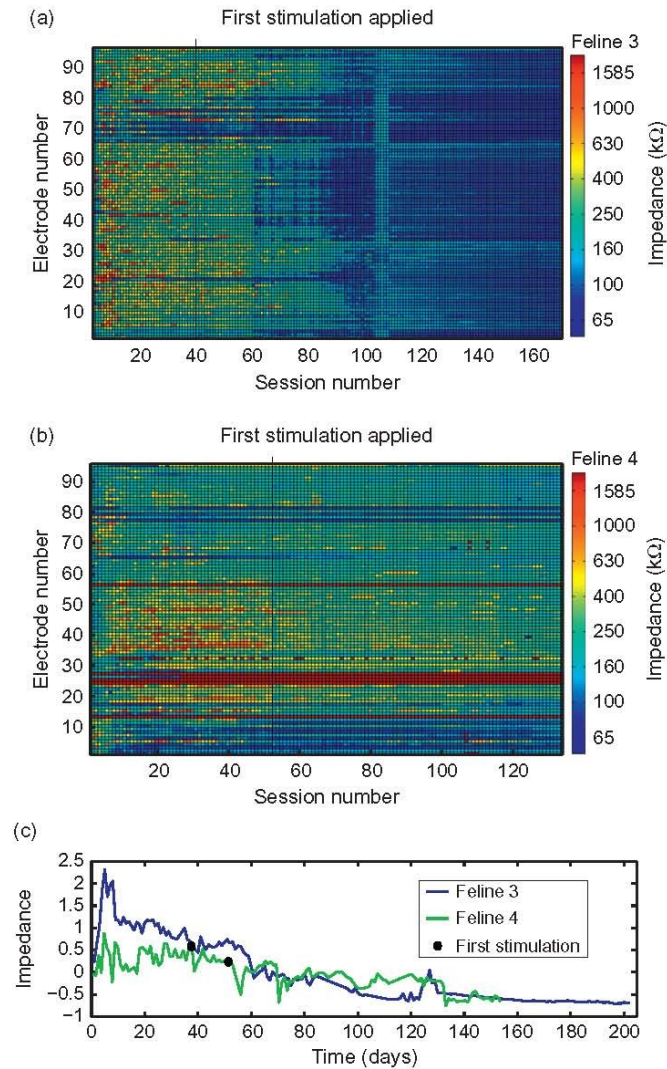 (a)
First stimulation applied
Feline 3
90
80
70
60
50
40
30
20
10
Electrode number
20 40 60 80 100 120 140 160
Session number
1585
1000
630
400
250
160
100
65
Impedance (kΩ)
(b)
First stimulation applied
Feline 4
90
80
70
60
50
40
30
20
10
Electrode number
20 40 60 80 100 120
Session number
1585
1000
630
400
250
160
100
65
Impedance (kΩ)
(c)
2.5
2
1.5
1
0.5
0
−0.5
−1
Impedance
Feline 3
Feline 4
First stimulation
0 20 40 60 80 100 120 140 160 180 200
Time (days)